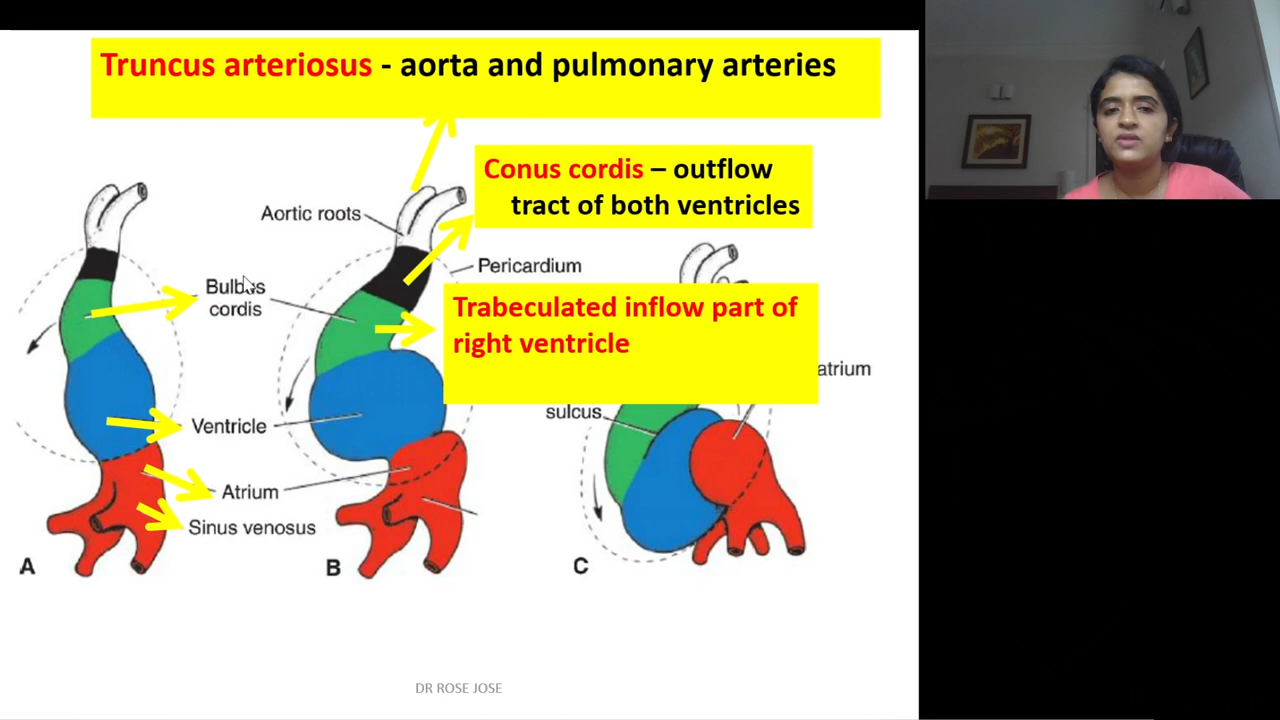 Truncus arteriosus - aorta and pulmonary arteries
Conus cordis – outflow
tract of both ventricles
Aortic roots
Pericardium
Bulbus
cordis
Trabeculated inflow part of
right ventricle
atrium
sulcus
Ventricle
Atrium
Sinus venosus
A
B
C
DR ROSE JOSE